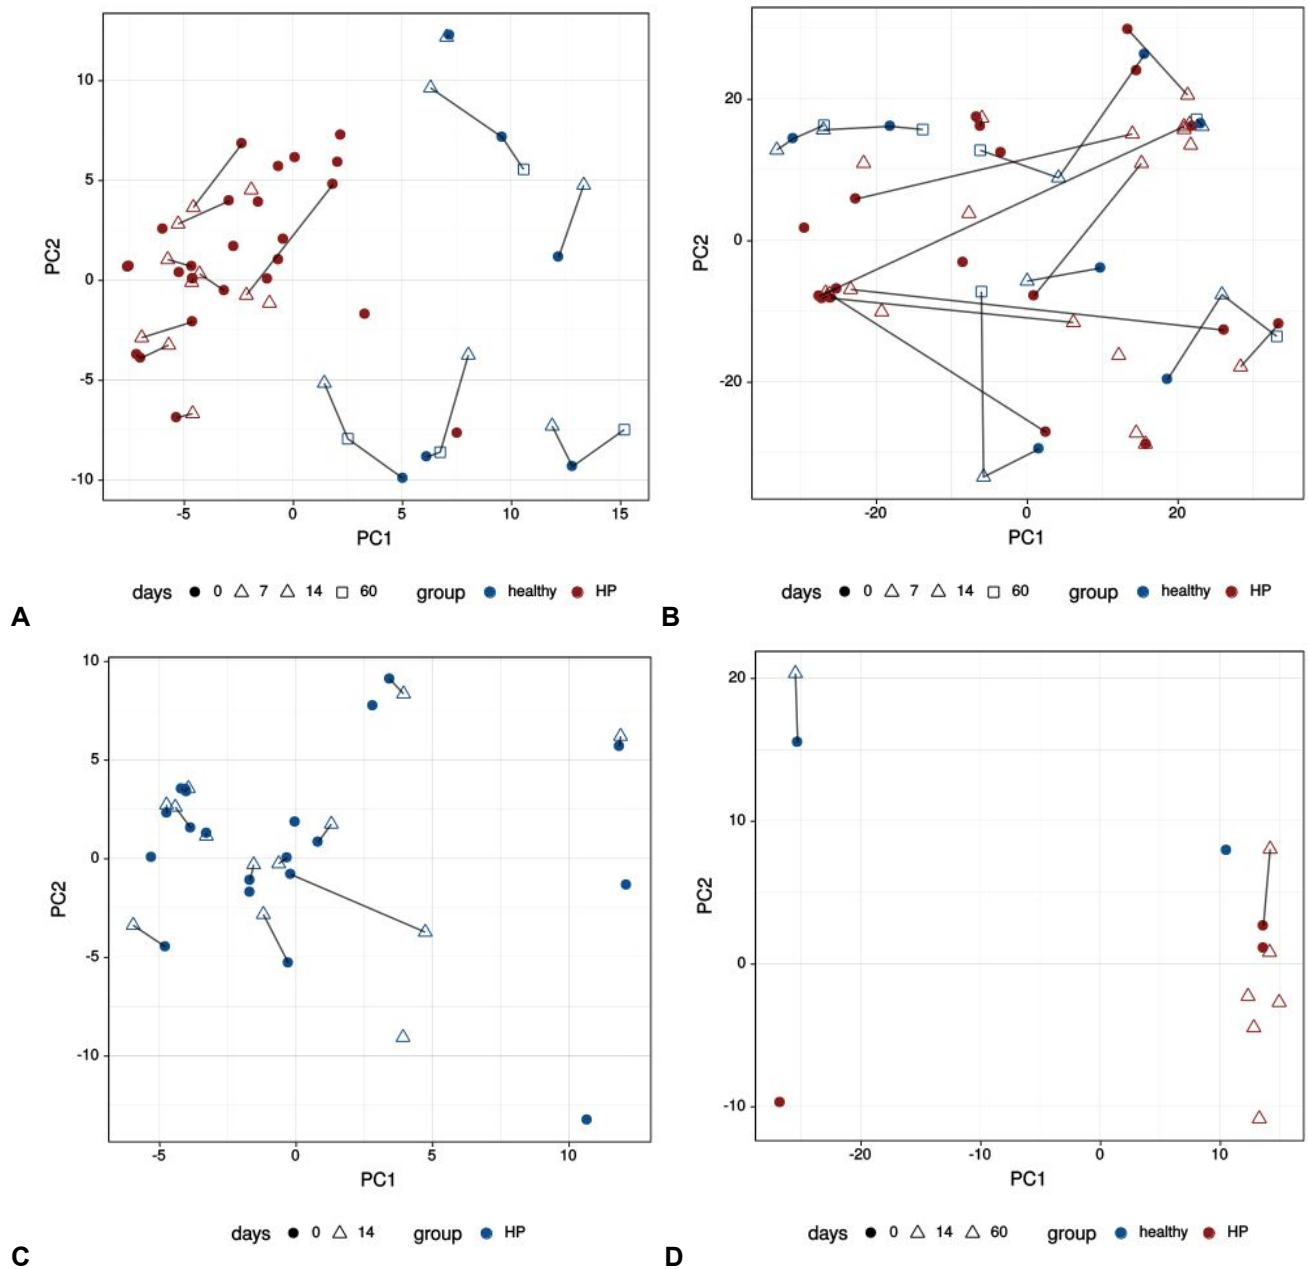 10
5
0
-5
-10
PC2
-5 0 5 10 15
PC1
days 0 7 14 60 group healthy HP
A
20
0
-20
PC2
-20 0 20
PC1
days 0 7 14 60 group healthy HP
B
10
5
0
-5
-10
PC2
-5 0 5 10
PC1
days 0 14 group HP
C
20
10
0
-10
PC2
-20 -10 0 10
PC1
days 0 14 60 group healthy HP
D